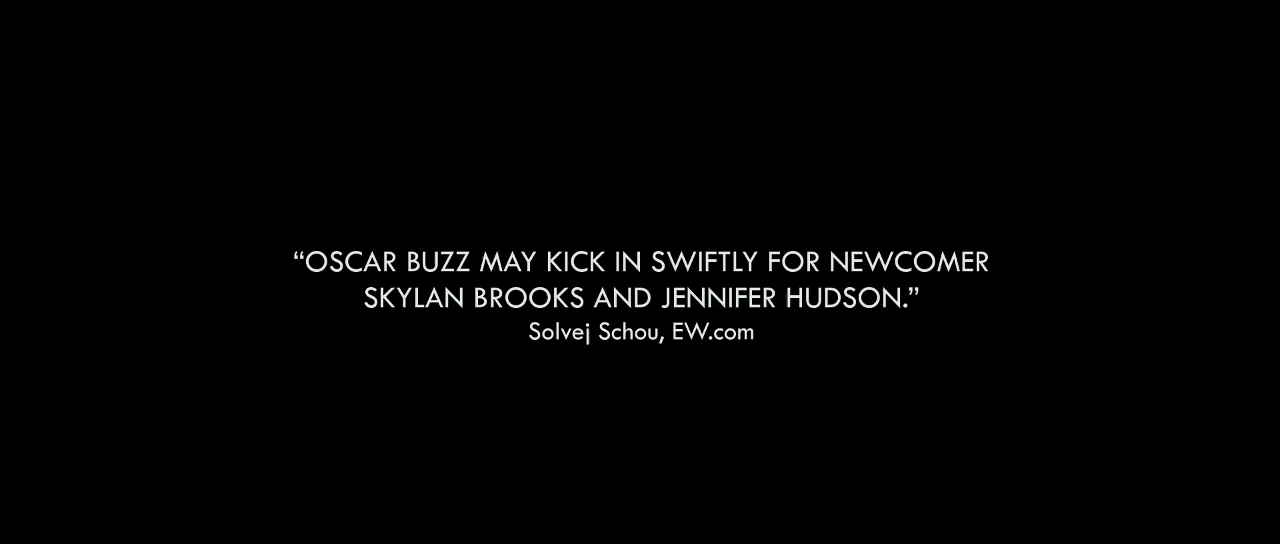 “OSCAR BUZZ MAY KICK IN SWIFTLY FOR NEWCOMER
SKYLAN BROOKS AND JENNIFER HUDSON.”
Solvej Schou, EW.com